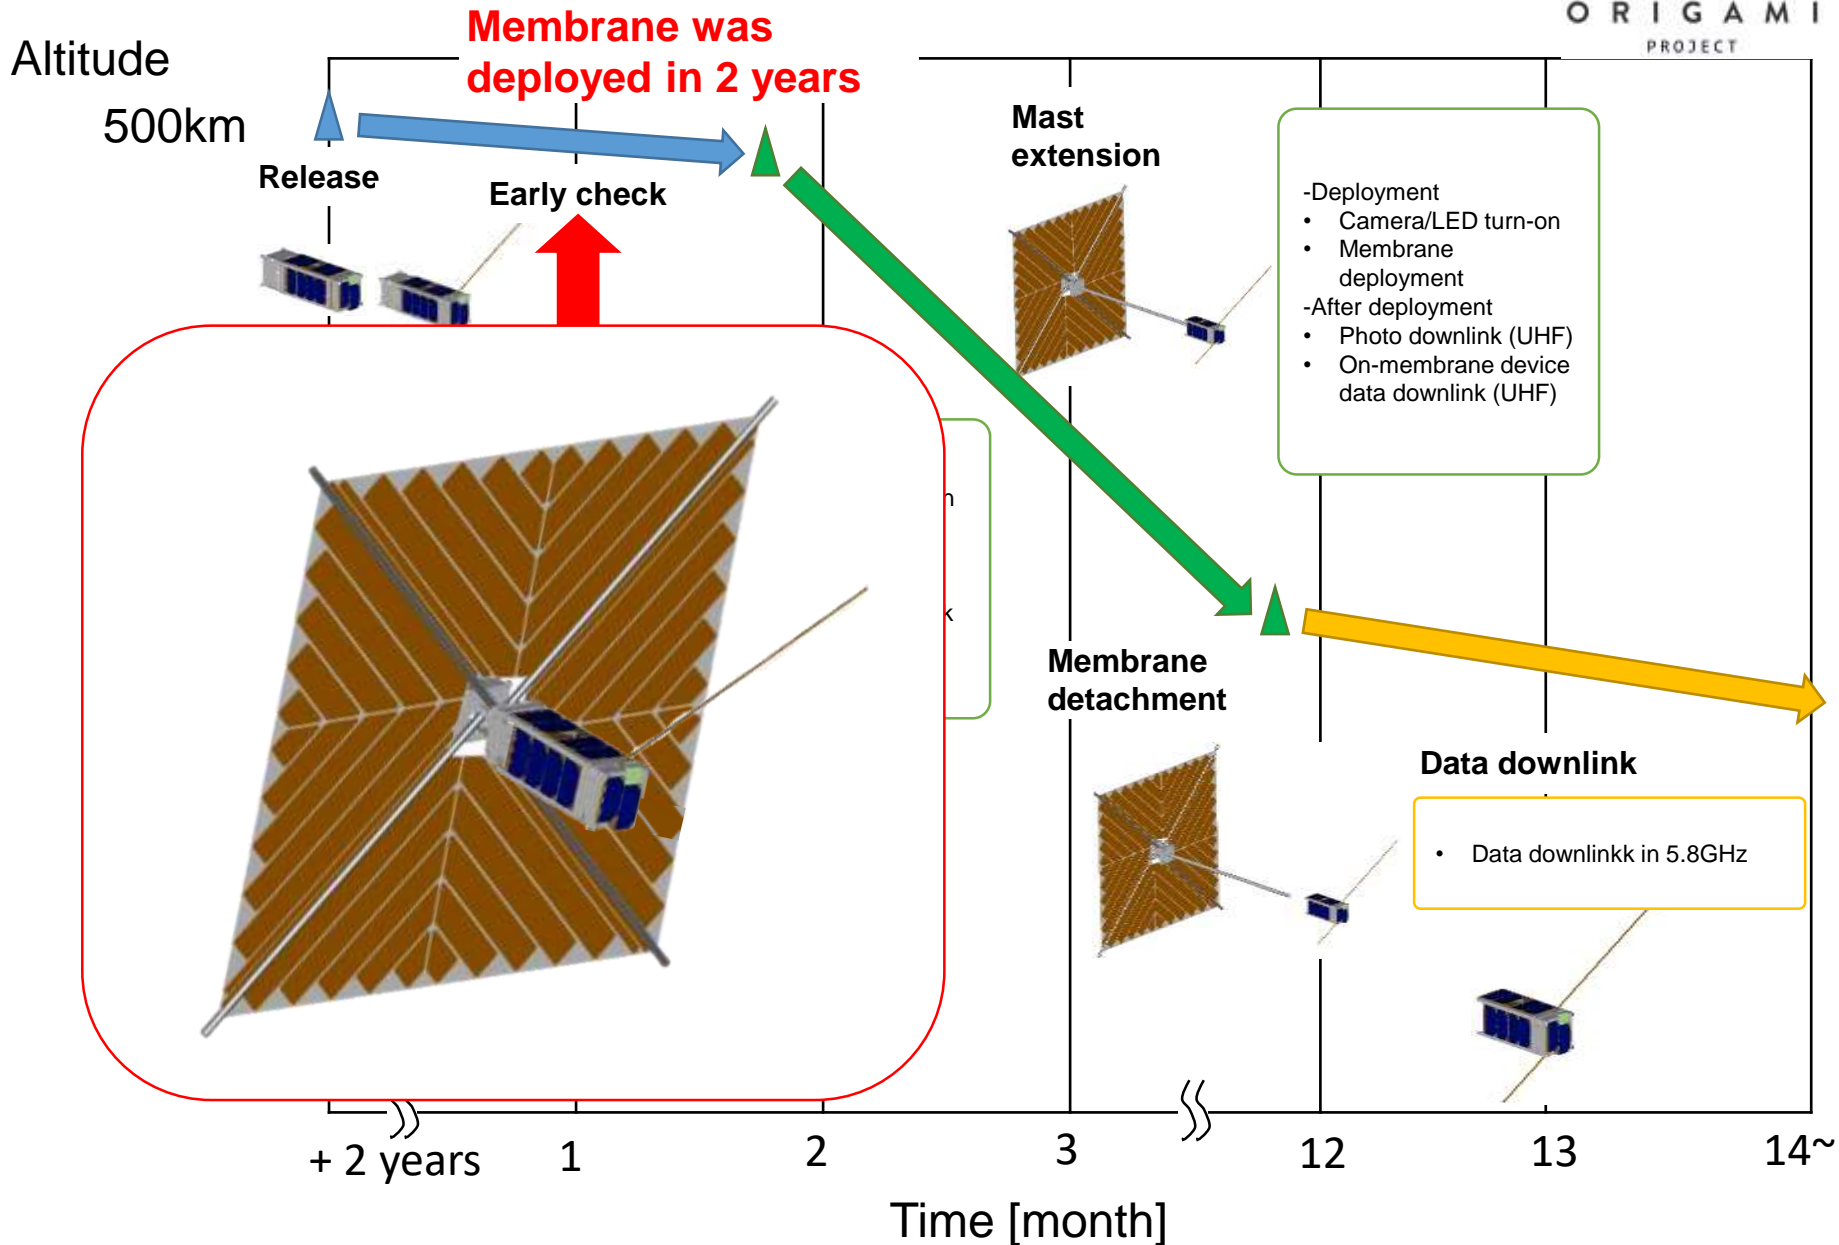 ORIGAMI
PROJECT
Membrane was
deployed in 2 years
Altitude
500km
Release
Early check
Mast
extension
-Deployment
• Camera/LED turn-on
• Membrane
deployment
-After deployment
• Photo downlink (UHF)
• On-membrane device
data downlink (UHF)
k
Membrane
detachment
Data downlink
• Data downlinkk in 5.8GHz
+ 2 years
1
2
3
12
13
14~
Time [month]